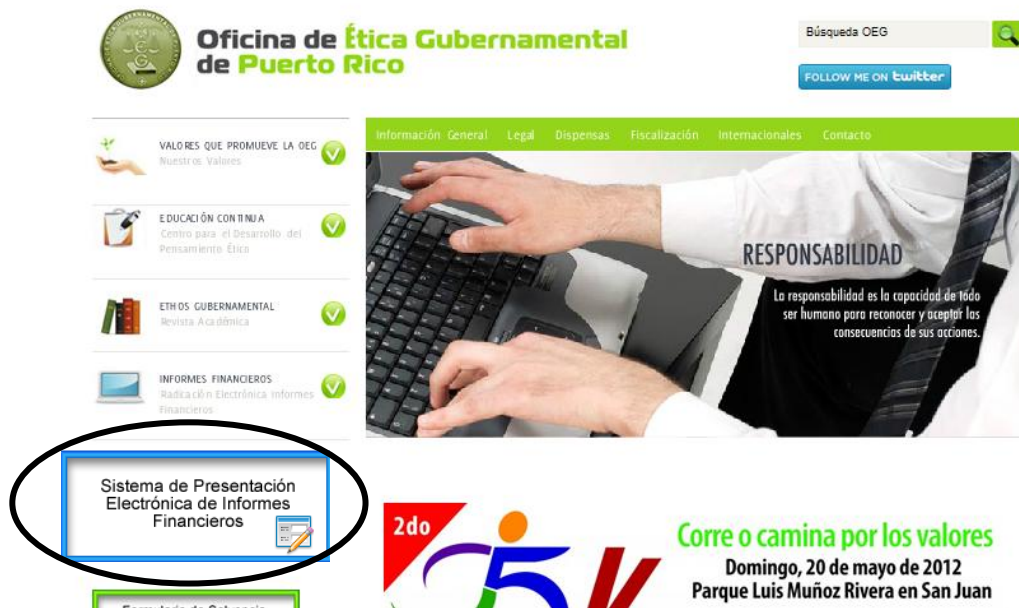 Oficina de Ética Gubernamental
de Puerto Rico
Búsqueda OEG
FOLLOW ME ON twitter
Información General Legal Dispensas Fiscalización Internacionales Contacto
VALORES QUE PROMUEVE LA OEG
Nuestros Valores
EDUCACIÓN CONTINUA
Centro para el Desarrollo del
Pensamiento Ético
ETHOS GUBERNAMENTAL
Revista Académica
INFORMES FINANCIEROS
Radicación Electrónica Informes
Financieros
RESPONSABILIDAD
La responsabilidad es la capacidad de todo
ser humano para reconocer y aceptar las
consecuencias de sus acciones.
Sistema de Presentación
Electrónica de Informes
Financieros
2do
5K
Corre o camina por los valores
Domingo, 20 de mayo de 2012
Parque Luis Muñoz Rivera en San Juan